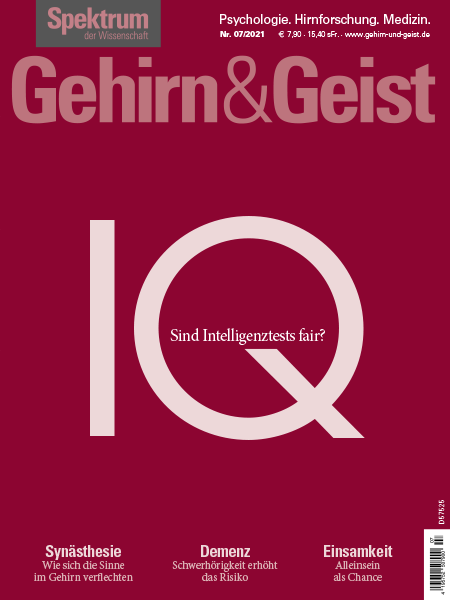 Spektrum
der Wissenschaft
Psychologie. Hirnforschung. Medizin.
Nr. 07/2021 € 7,90 · 15,40 sFr. · www.gehirn-und-geist.de
Gehirn&Geist
IQ
Sind Intelligenztests fair?
D57525
07
Synästhesie
Wie sich die Sinne
im Gehirn verflechten
Demenz
Schwerhörigkeit erhöht
das Risiko
Einsamkeit
Alleinsein
als Chance